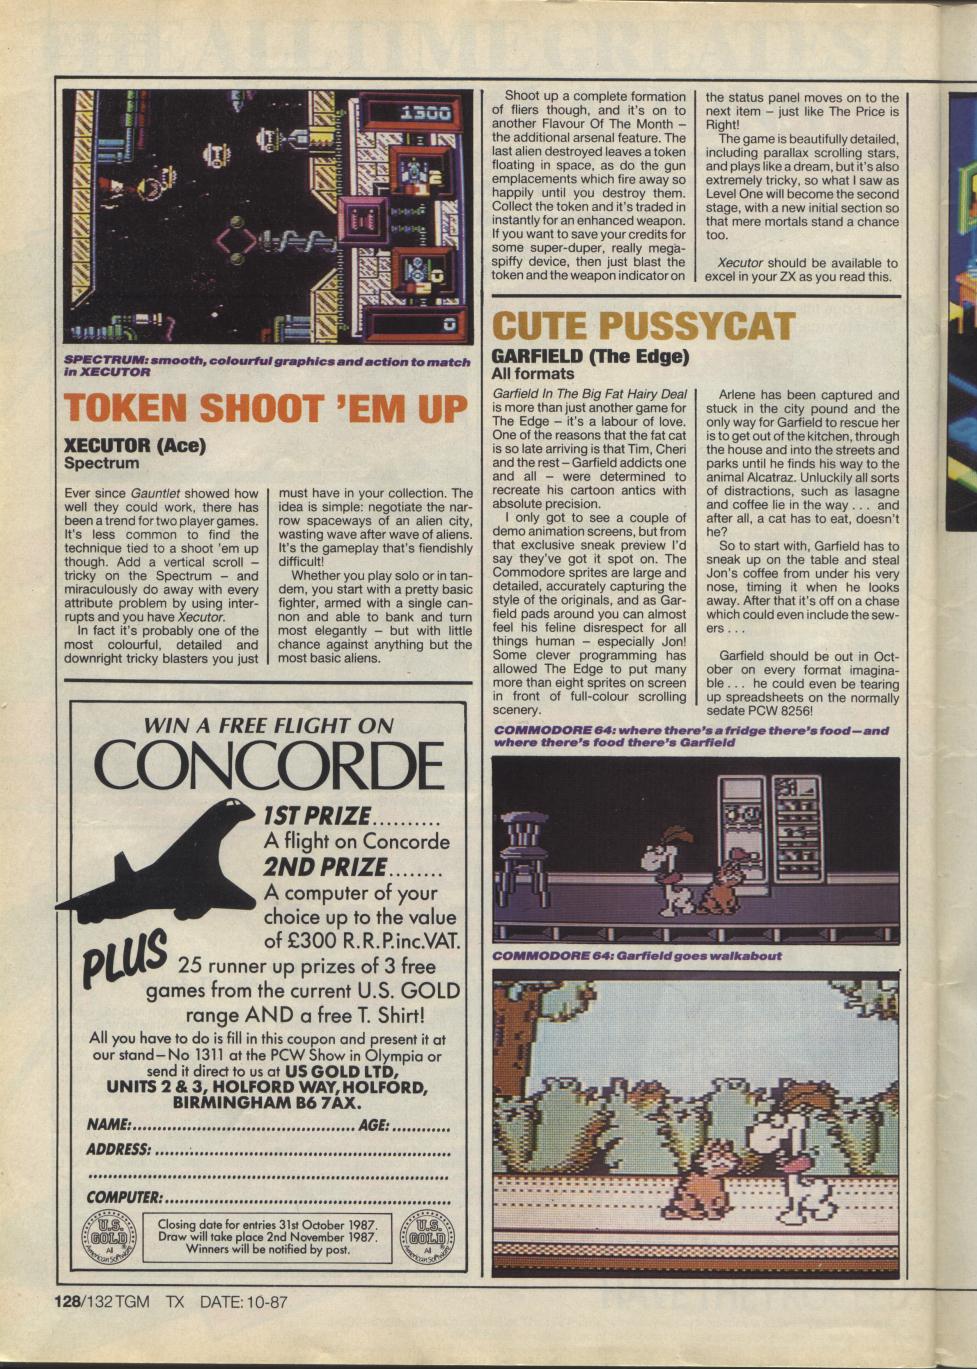 1300
0
SPECTRUM: smooth, colourful graphics and action to match
in XECUTOR
TOKEN SHOOT 'EM UP
XECUTOR (Ace)
Spectrum
Ever since Gauntlet showed how
well they could work, there has
been a trend for two player games.
It's less common to find the
technique tied to a shoot 'em up
though. Add a vertical scroll –
tricky on the Spectrum – and
miraculously do away with every
attribute problem by using inter-
rupts and you have Xecutor.
In fact it's probably one of the
most colourful, detailed and
downright tricky blasters you just
must have in your collection. The
idea is simple: negotiate the nar-
row spaceways of an alien city,
wasting wave after wave of aliens.
It's the gameplay that's fiendishly
difficult!
Whether you play solo or in tan-
dem, you start with a pretty basic
fighter, armed with a single can-
non and able to bank and turn
most elegantly – but with little
chance against anything but the
most basic aliens.
Shoot up a complete formation
of fliers though, and it's on to
another Flavour Of The Month –
the additional arsenal feature. The
last alien destroyed leaves a token
floating in space, as do the gun
emplacements which fire away so
happily until you destroy them.
Collect the token and it's traded in
instantly for an enhanced weapon.
If you want to save your credits for
some super-duper, really mega-
spiffy device, then just blast the
token and the weapon indicator on
the status panel moves on to the
next item – just like The Price is
Right!
The game is beautifully detailed,
including parallax scrolling stars,
and plays like a dream, but it's also
extremely tricky, so what I saw as
Level One will become the second
stage, with a new initial section so
that mere mortals stand a chance
too.
Xecutor should be available to
excel in your ZX as you read this.
CUTE PUSSYCAT
GARFIELD (The Edge)
All formats
Garfield In The Big Fat Hairy Deal
is more than just another game for
The Edge – it's a labour of love.
One of the reasons that the fat cat
is so late arriving is that Tim, Cheri
and the rest – Garfield addicts one
and all – were determined to
recreate his cartoon antics with
absolute precision.
I only got to see a couple of
demo animation screens, but from
that exclusive sneak preview I'd
say they've got it spot on. The
Commodore sprites are large and
detailed, accurately capturing the
style of the originals, and as Gar-
field pads around you can almost
feel his feline disrespect for all
things human – especially Jon!
Some clever programming has
allowed The Edge to put many
more than eight sprites on screen
in front of full-colour scrolling
scenery.
Arlene has been captured and
stuck in the city pound and the
only way for Garfield to rescue her
is to get out of the kitchen, through
the house and into the streets and
parks until he finds his way to the
animal Alcatraz. Unluckily all sorts
of distractions, such as lasagne
and coffee lie in the way . . . and
after all, a cat has to eat, doesn't
he?
So to start with, Garfield has to
sneak up on the table and steal
Jon's coffee from under his very
nose, timing it when he looks
away. After that it's off on a chase
which could even include the sew-
ers . . .
Garfield should be out in Oct-
ober on every format imagina-
ble . . . he could even be tearing
up spreadsheets on the normally
sedate PCW 8256!
COMMODORE 64: where there's a fridge there's food—and
where there's food there's Garfield
COMMODORE 64: Garfield goes walkabout
WIN A FREE FLIGHT ON
CONCORDE
1ST PRIZE..........
A flight on Concorde
2ND PRIZE........
A computer of your
choice up to the value
of £300 R.R.P.inc.VAT.
PLUS
25 runner up prizes of 3 free
games from the current U.S. GOLD
range AND a free T. Shirt!
All you have to do is fill in this coupon and present it at
our stand—No 1311 at the PCW Show in Olympia or
send it direct to us at US GOLD LTD,
UNITS 2 & 3, HOLFORD WAY, HOLFORD,
BIRMINGHAM B6 7AX.
NAME:............................................ AGE: ............
ADDRESS: ............................................................
COMPUTER:..........................................................
U.S. GOLD All American Software
Closing date for entries 31st October 1987.
Draw will take place 2nd November 1987.
Winners will be notified by post.
U.S. GOLD All American Software
128/132 TGM TX DATE: 10-87